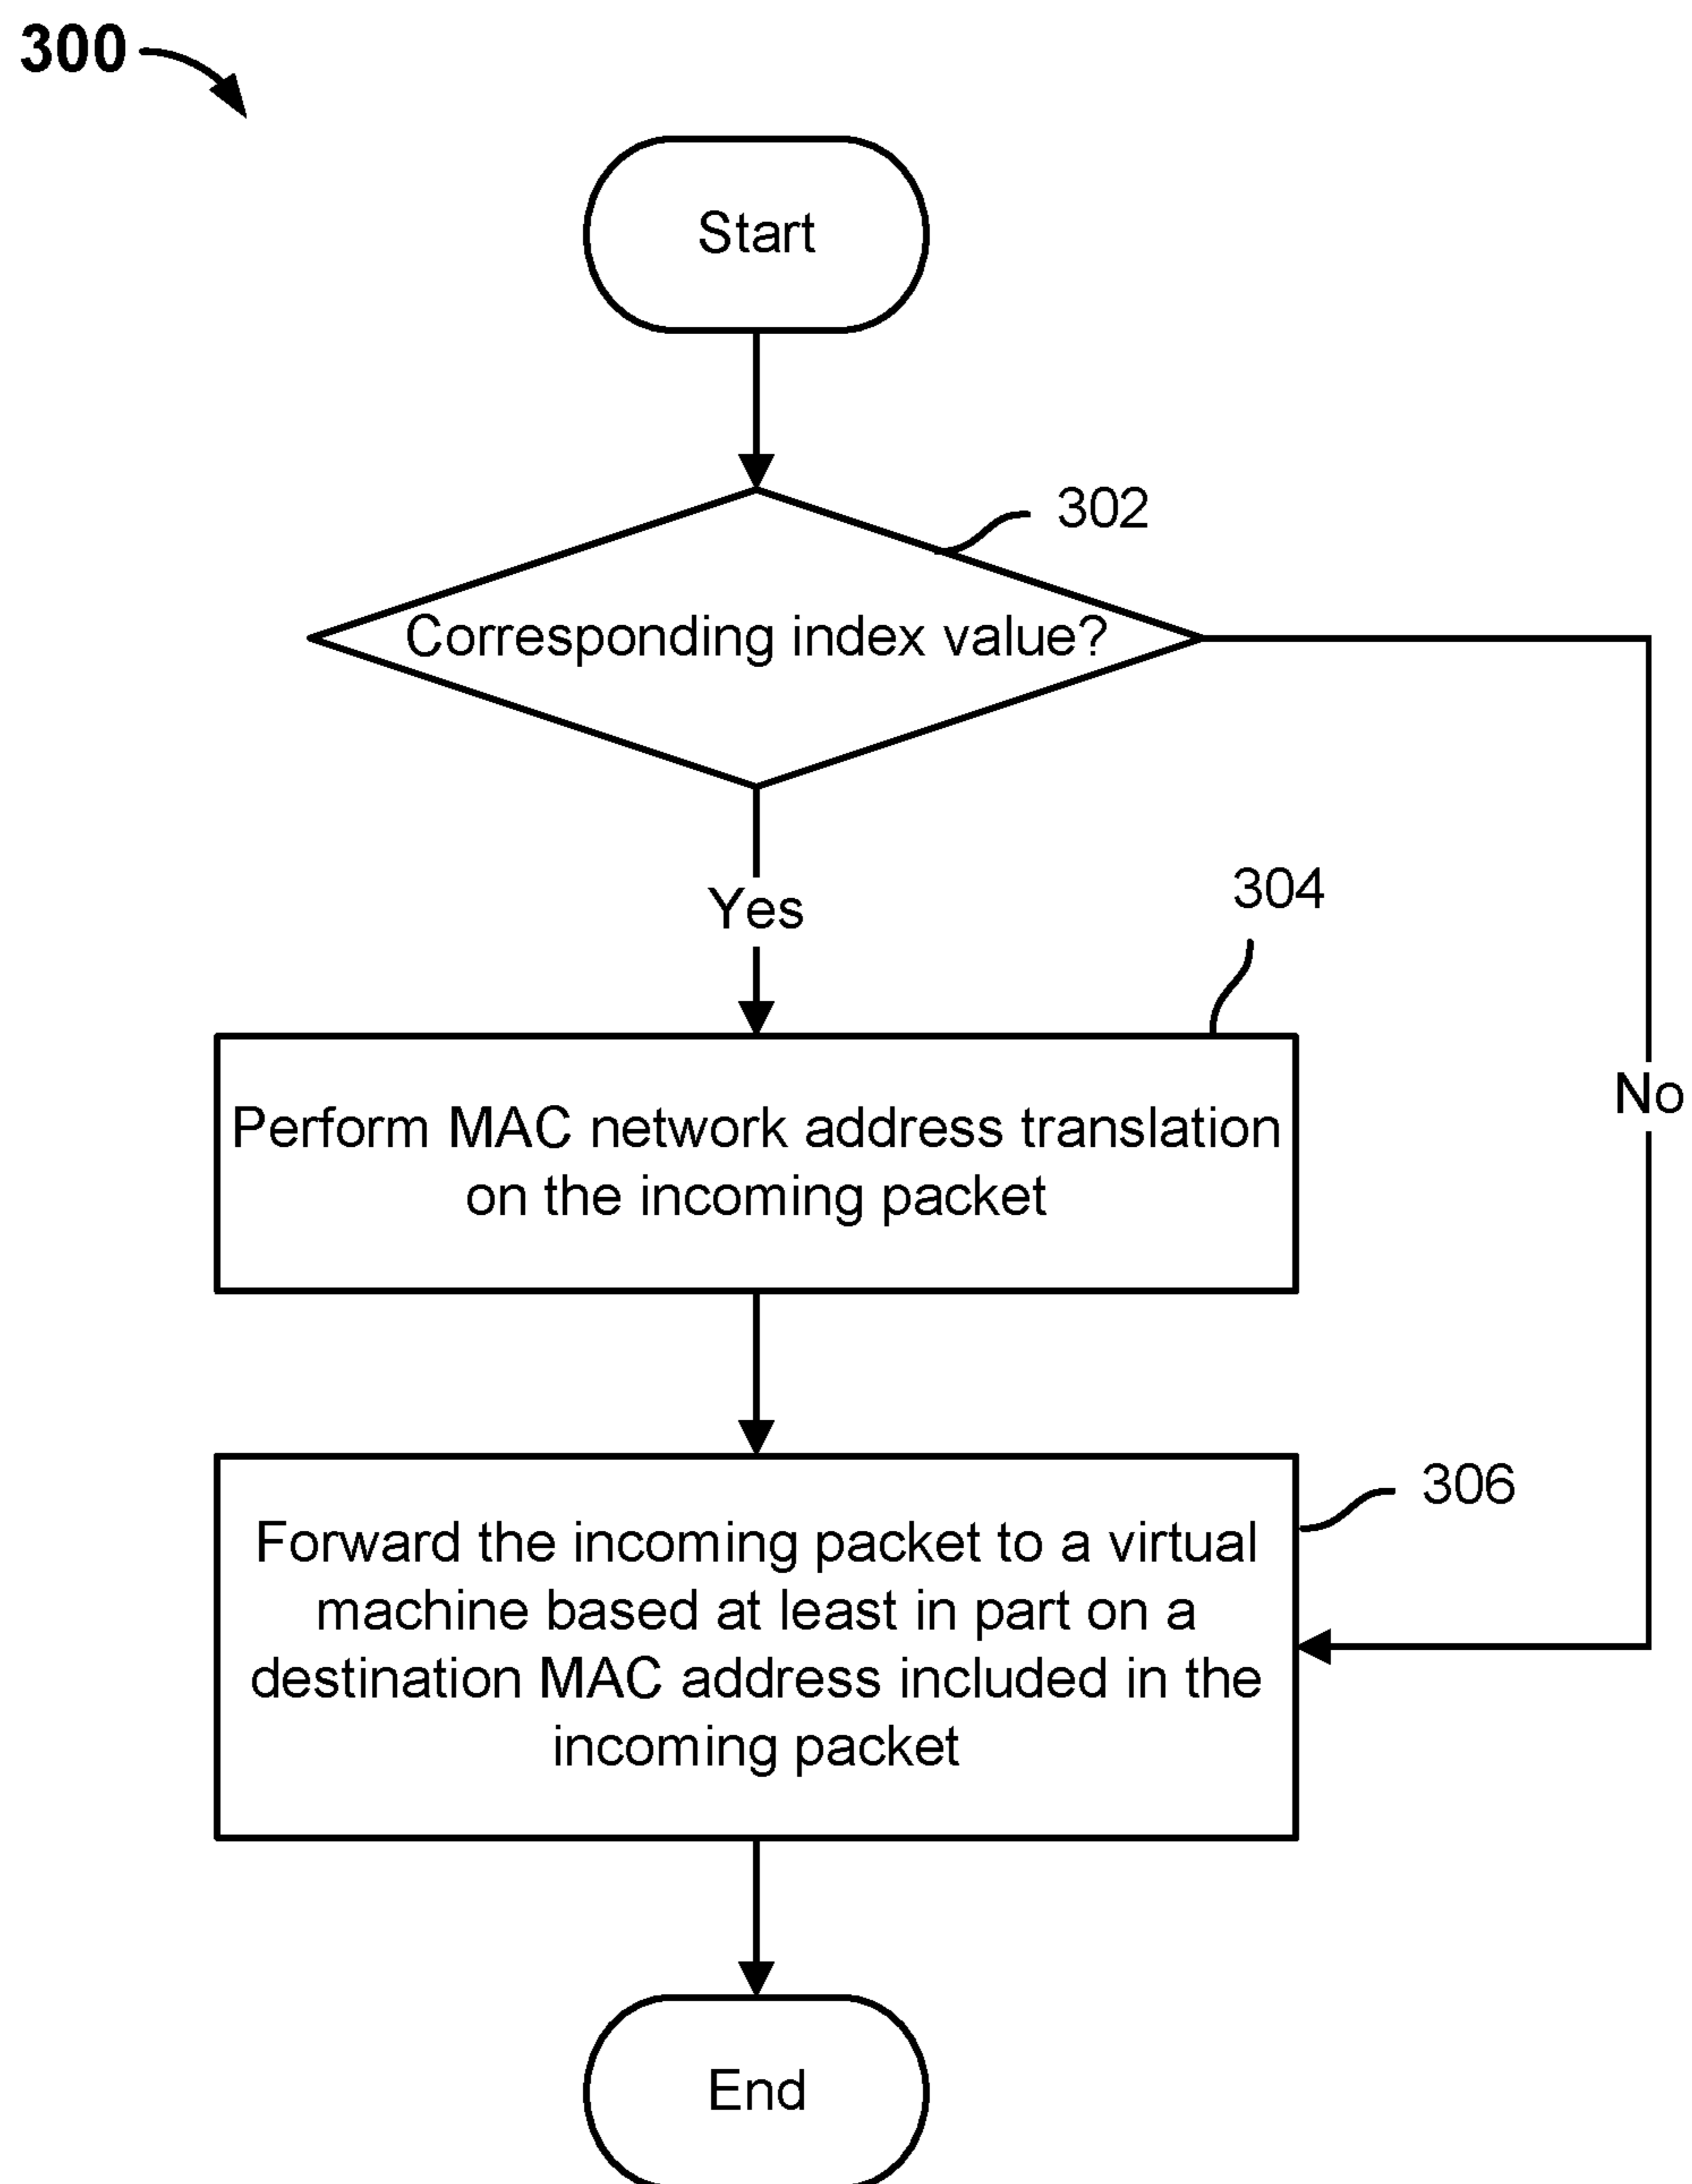 300
Start
302
Corresponding index value?
Yes
304
No
Perform MAC network address translation
on the incoming packet
306
Forward the incoming packet to a virtual
machine based at least in part on a
destination MAC address included in the
incoming packet
End